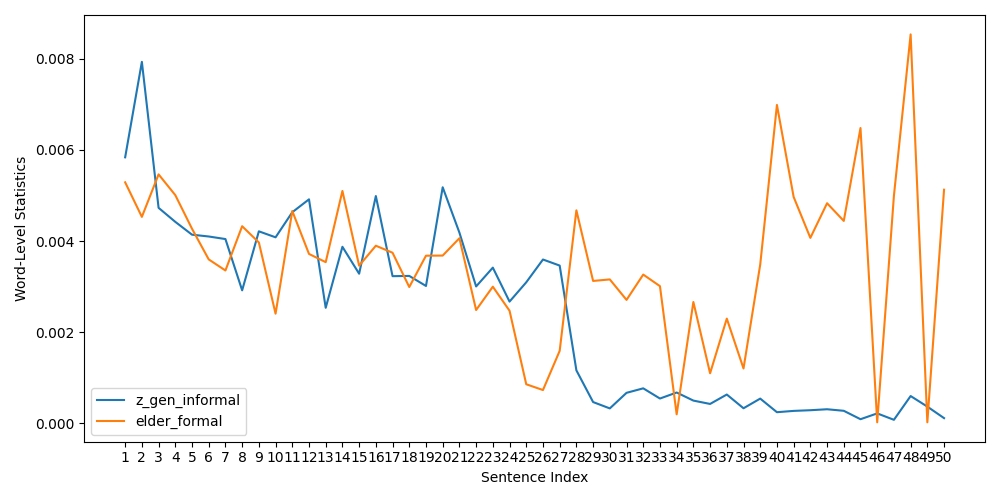 0.008
0.006
0.004
0.002
0.000
Word-Level Statistics
z_gen_informal
elder_formal
1 2 3 4 5 6 7 8 9 10 11 12 13 14 15 16 17 18 19 20 21 22 23 24 25 26 27 28 29 30 31 32 33 34 35 36 37 38 39 40 41 42 43 44 45 46 47 48 49 50
Sentence Index